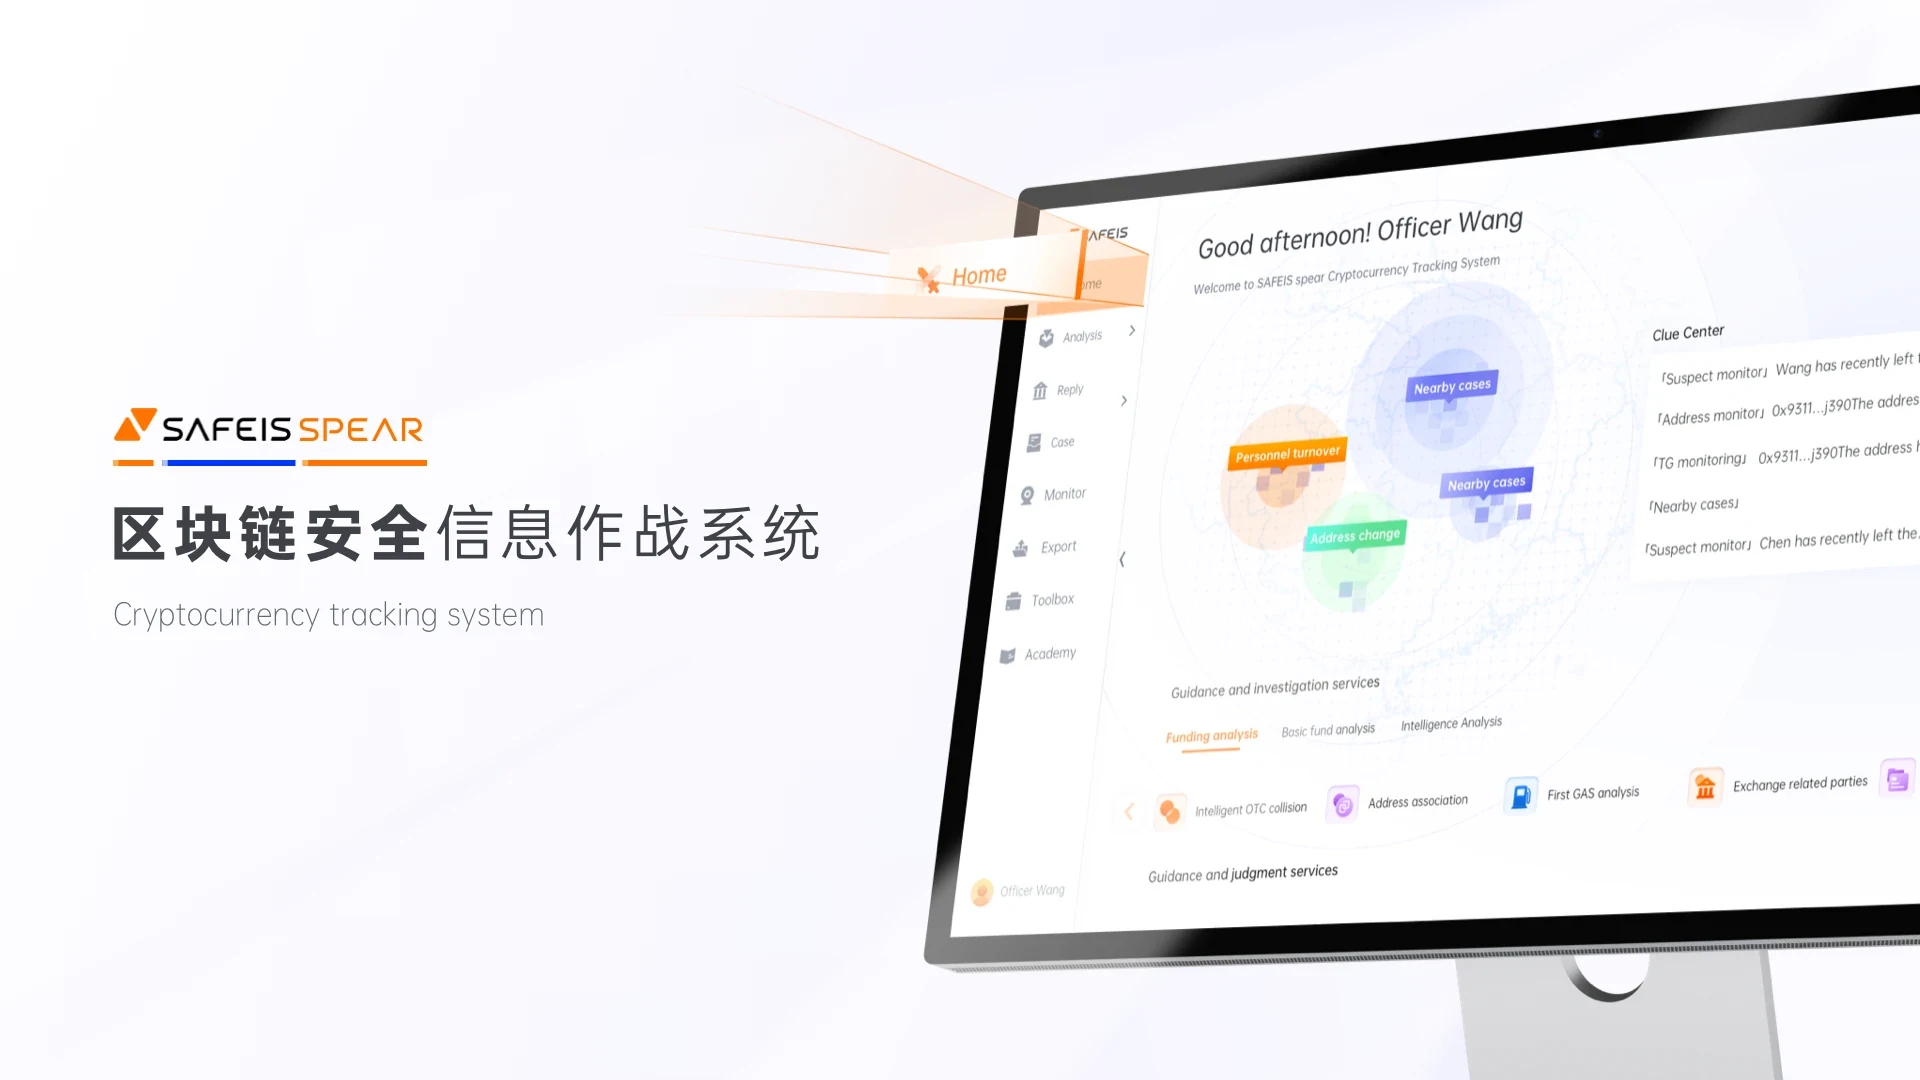 SAFEIS SPEAR
区块链安全信息作战系统
Cryptocurrency tracking system
AFEIS
Home
ome
Analysis
Reply
Case
Monitor
Export
Toolbox
Academy
Officer Wang
Good afternoon! Officer Wang
Welcome to SAFEIS spear Cryptocurrency Tracking System
Nearby cases
Personnel turnover
Nearby cases
Address change
Clue Center
「Suspect monitor」 Wang has recently left
「Address monitor」 0x9311...j390The addres
「TG monitoring」 0x9311...j390The address
「Nearby cases」
「Suspect monitor」 Chen has recently left the.
Guidance and investigation services
Funding analysis Basic fund analysis Intelligence Analysis
Intelligent OTC collision Address association First GAS analysis Exchange related parties
Guidance and judgment services